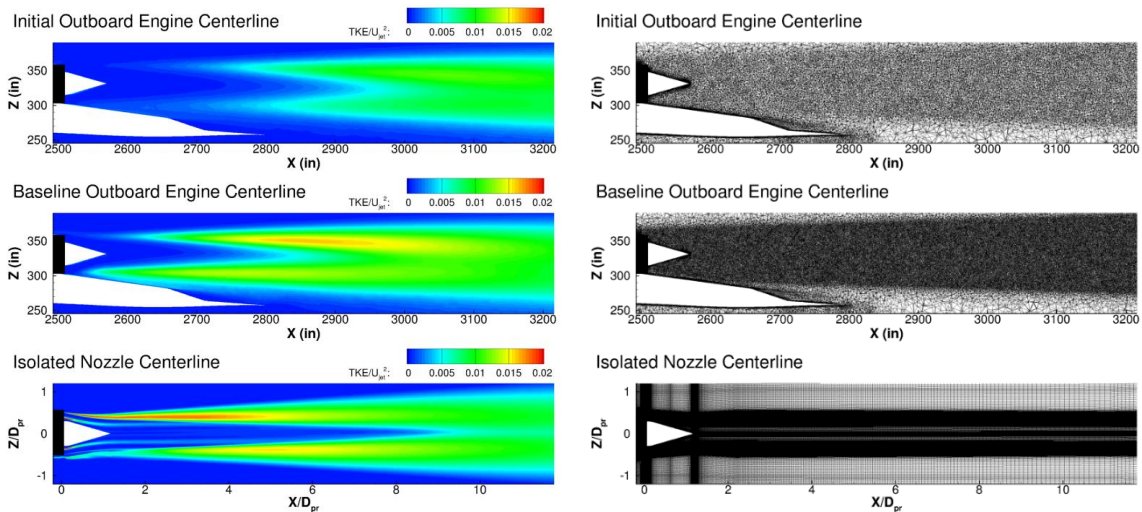 Initial Outboard Engine Centerline
TKE/U_jet^2: 0 0.005 0.01 0.015 0.02
Z (in)
350
300
250
2500 2600 2700 2800 2900 3000 3100 3200
X (in)
Initial Outboard Engine Centerline
Z (in)
350
300
250
2500 2600 2700 2800 2900 3000 3100 3200
X (in)
Baseline Outboard Engine Centerline
TKE/U_jet^2: 0 0.005 0.01 0.015 0.02
Z (in)
350
300
250
2500 2600 2700 2800 2900 3000 3100 3200
X (in)
Baseline Outboard Engine Centerline
Z (in)
350
300
250
2500 2600 2700 2800 2900 3000 3100 3200
X (in)
Isolated Nozzle Centerline
TKE/U_jet^2: 0 0.005 0.01 0.015 0.02
Z/D_pr
1
0
-1
0 2 4 6 8 10
X/D_pr
Isolated Nozzle Centerline
Z/D_pr
1
0
-1
0 2 4 6 8 10
X/D_pr